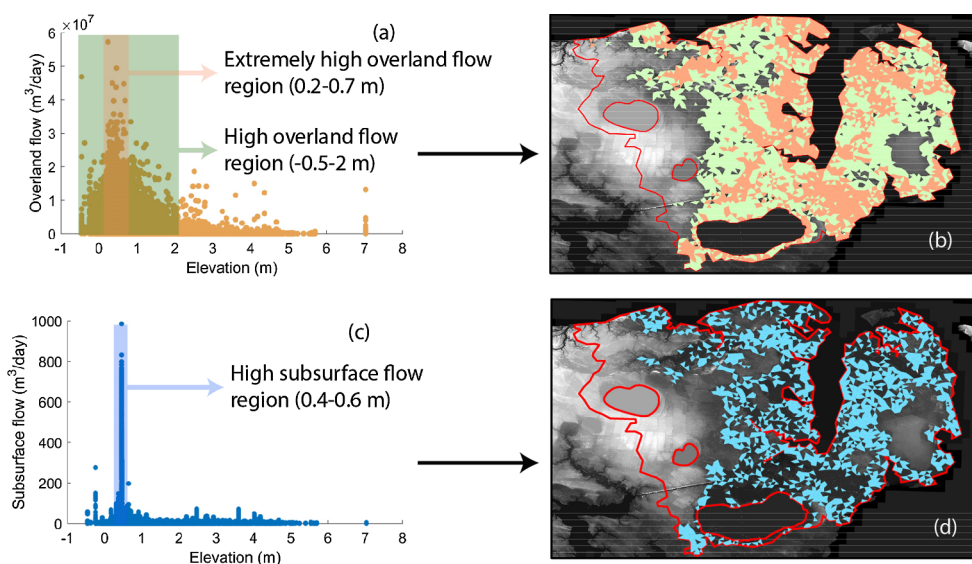 ×10⁷
(a)
6
5
4
3
2
1
0
Overland flow (m³/day)
-1 0 1 2 3 4 5 6 7 8
Elevation (m)
Extremely high overland flow
region (0.2-0.7 m)
High overland flow
region (-0.5-2 m)
(b)
(c)
1000
800
600
400
200
0
Subsurface flow (m³/day)
-1 0 1 2 3 4 5 6 7 8
Elevation (m)
High subsurface flow
region (0.4-0.6 m)
(d)